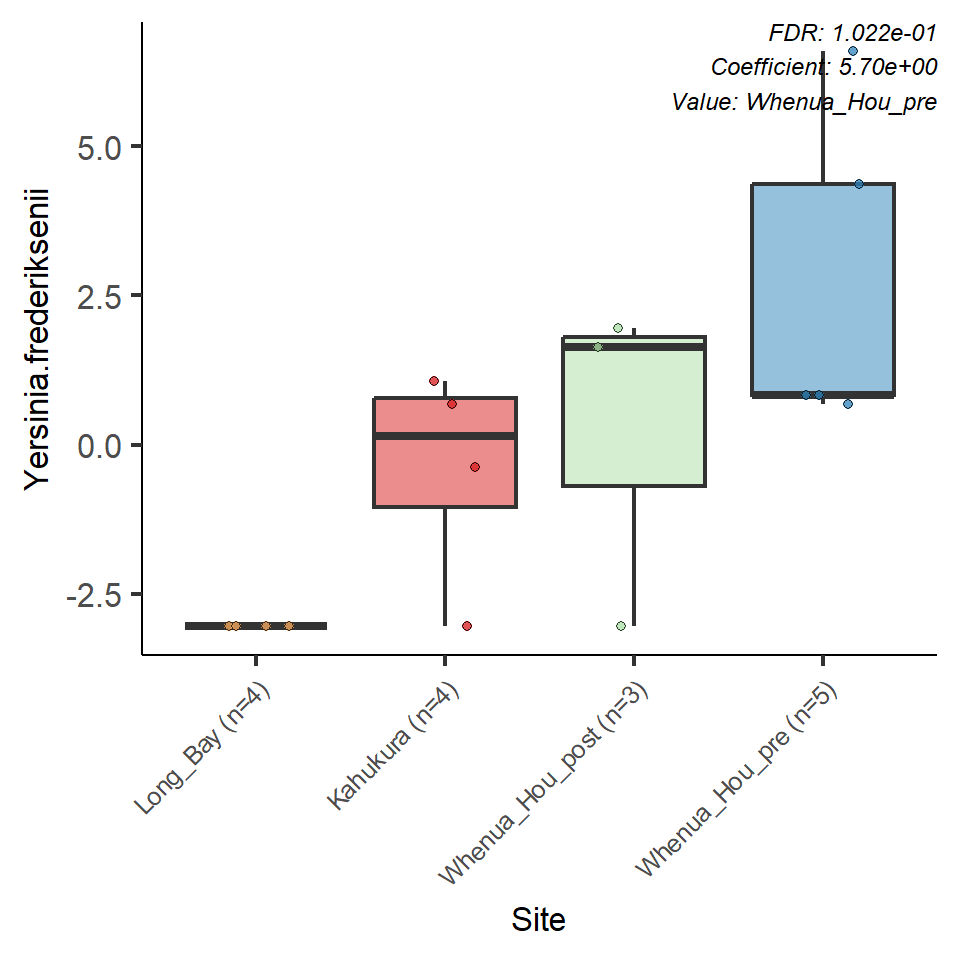 FDR: 1.022e-01
Coefficient: 5.70e+00
Value: Whenua_Hou_pre
Yersinia.frederiksenii
5.0
2.5
0.0
-2.5
Long_Bay (n=4)
Kahukura (n=4)
Whenua_Hou_post (n=3)
Whenua_Hou_pre (n=5)
Site